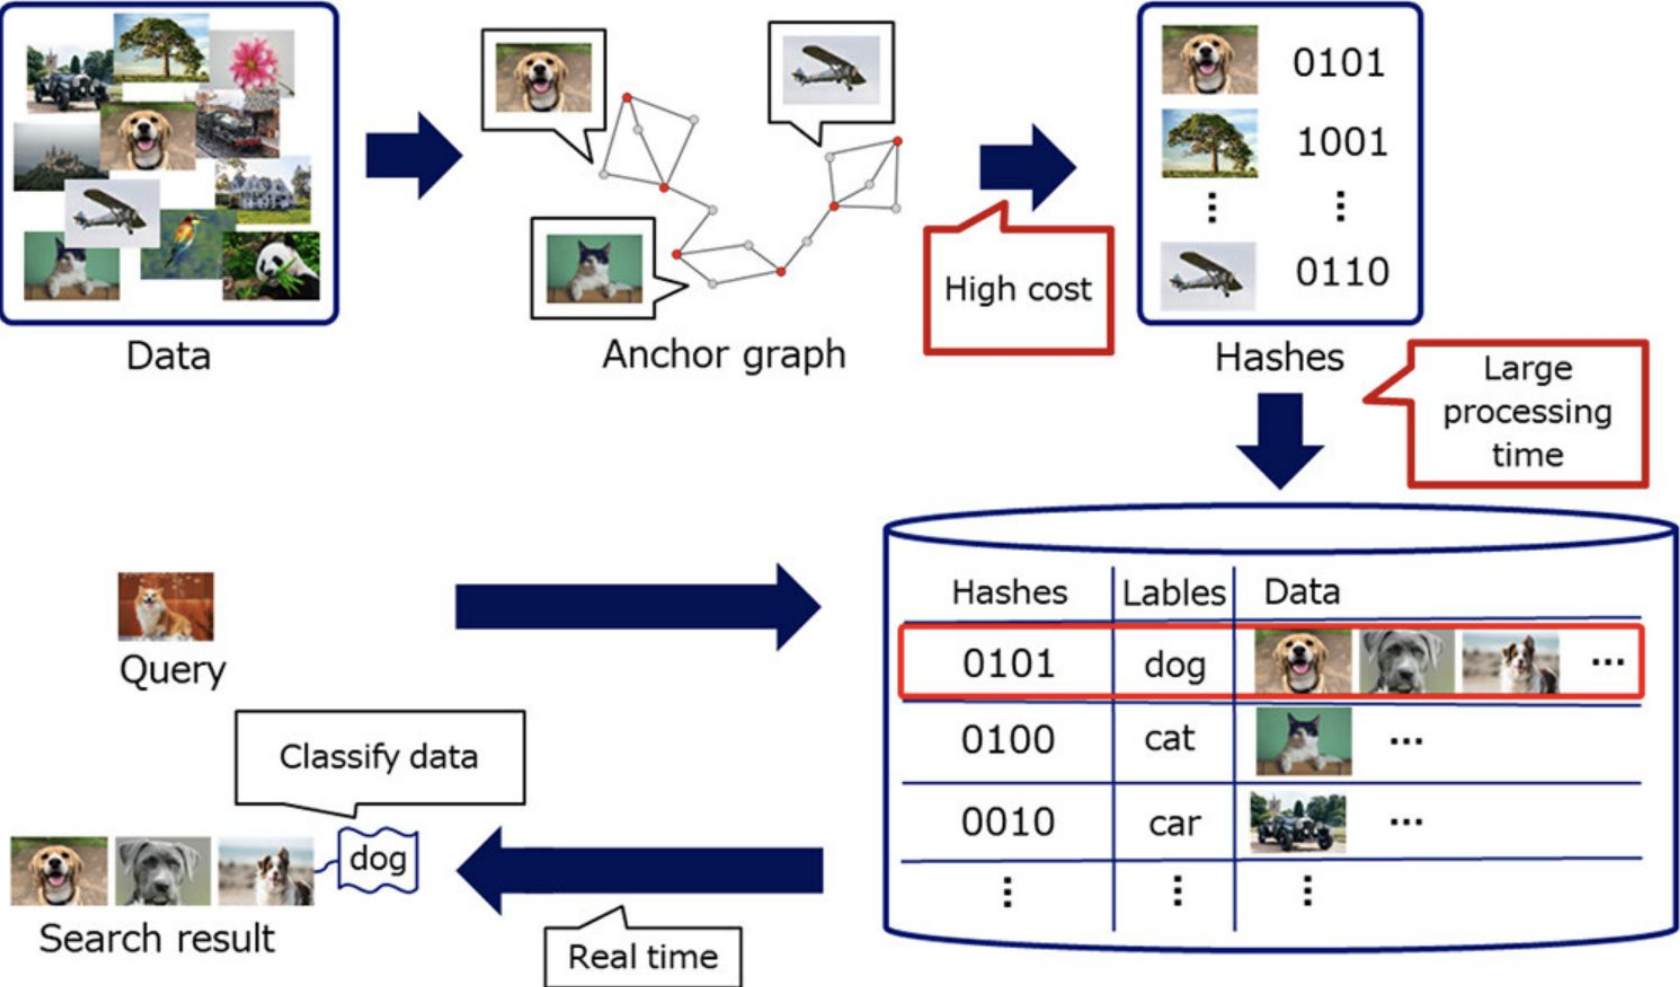 Data
Anchor graph
High cost
0101
1001
0110
Hashes
Large
processing
time
Query
Hashes Lables Data
0101 dog
0100 cat
0010 car
Classify data
dog
Search result
Real time